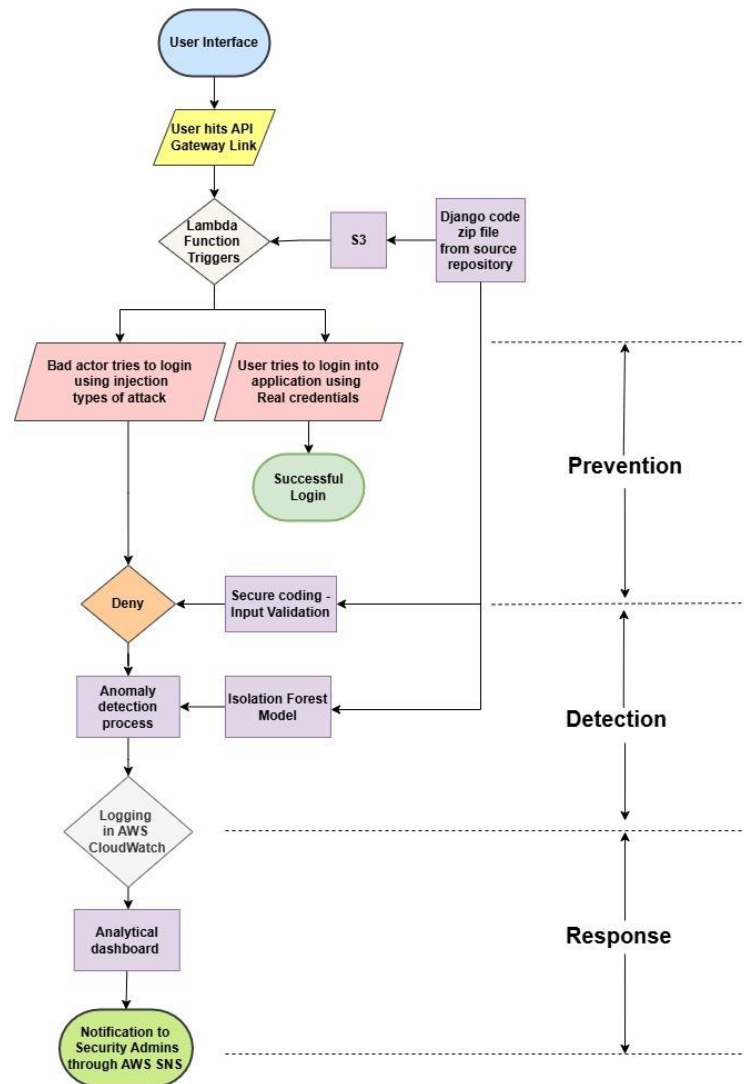 User Interface
User hits API
Gateway Link
Lambda
Function
Triggers
S3
Django code
zip file
from source
repository
Bad actor tries to login
using injection
types of attack
User tries to login into
application using
Real credentials
Successful
Login
Prevention
Deny
Secure coding -
Input Validation
Anomaly
detection
process
Isolation Forest
Model
Detection
Logging
in AWS
CloudWatch
Analytical
dashboard
Response
Notification to
Security Admins
through AWS SNS